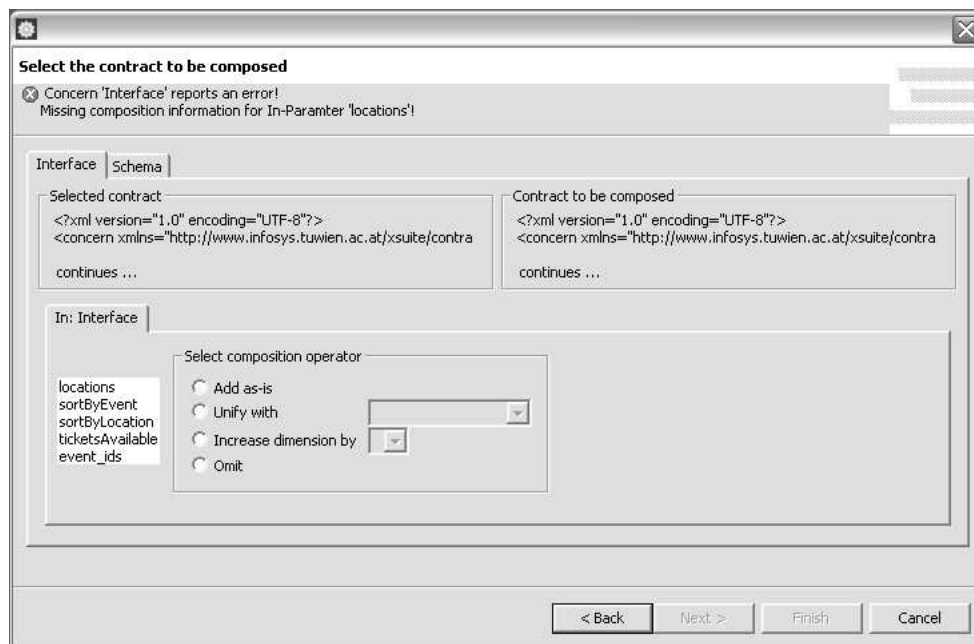 Select the contract to be composed
Concern 'Interface' reports an error!
Missing composition information for In-Paramter 'locations'!
Interface
Schema
Selected contract
<?xml version="1.0" encoding="UTF-8"?>
<concern xmlns="http://www.infosys.tuwien.ac.at/xsuite/contra
continues ...
Contract to be composed
<?xml version="1.0" encoding="UTF-8"?>
<concern xmlns="http://www.infosys.tuwien.ac.at/xsuite/contra
continues ...
In: Interface
locations
sortByEvent
sortByLocation
ticketsAvailable
event_ids
Select composition operator
Add as-is
Unify with
Increase dimension by
Omit
< Back
Next >
Finish
Cancel